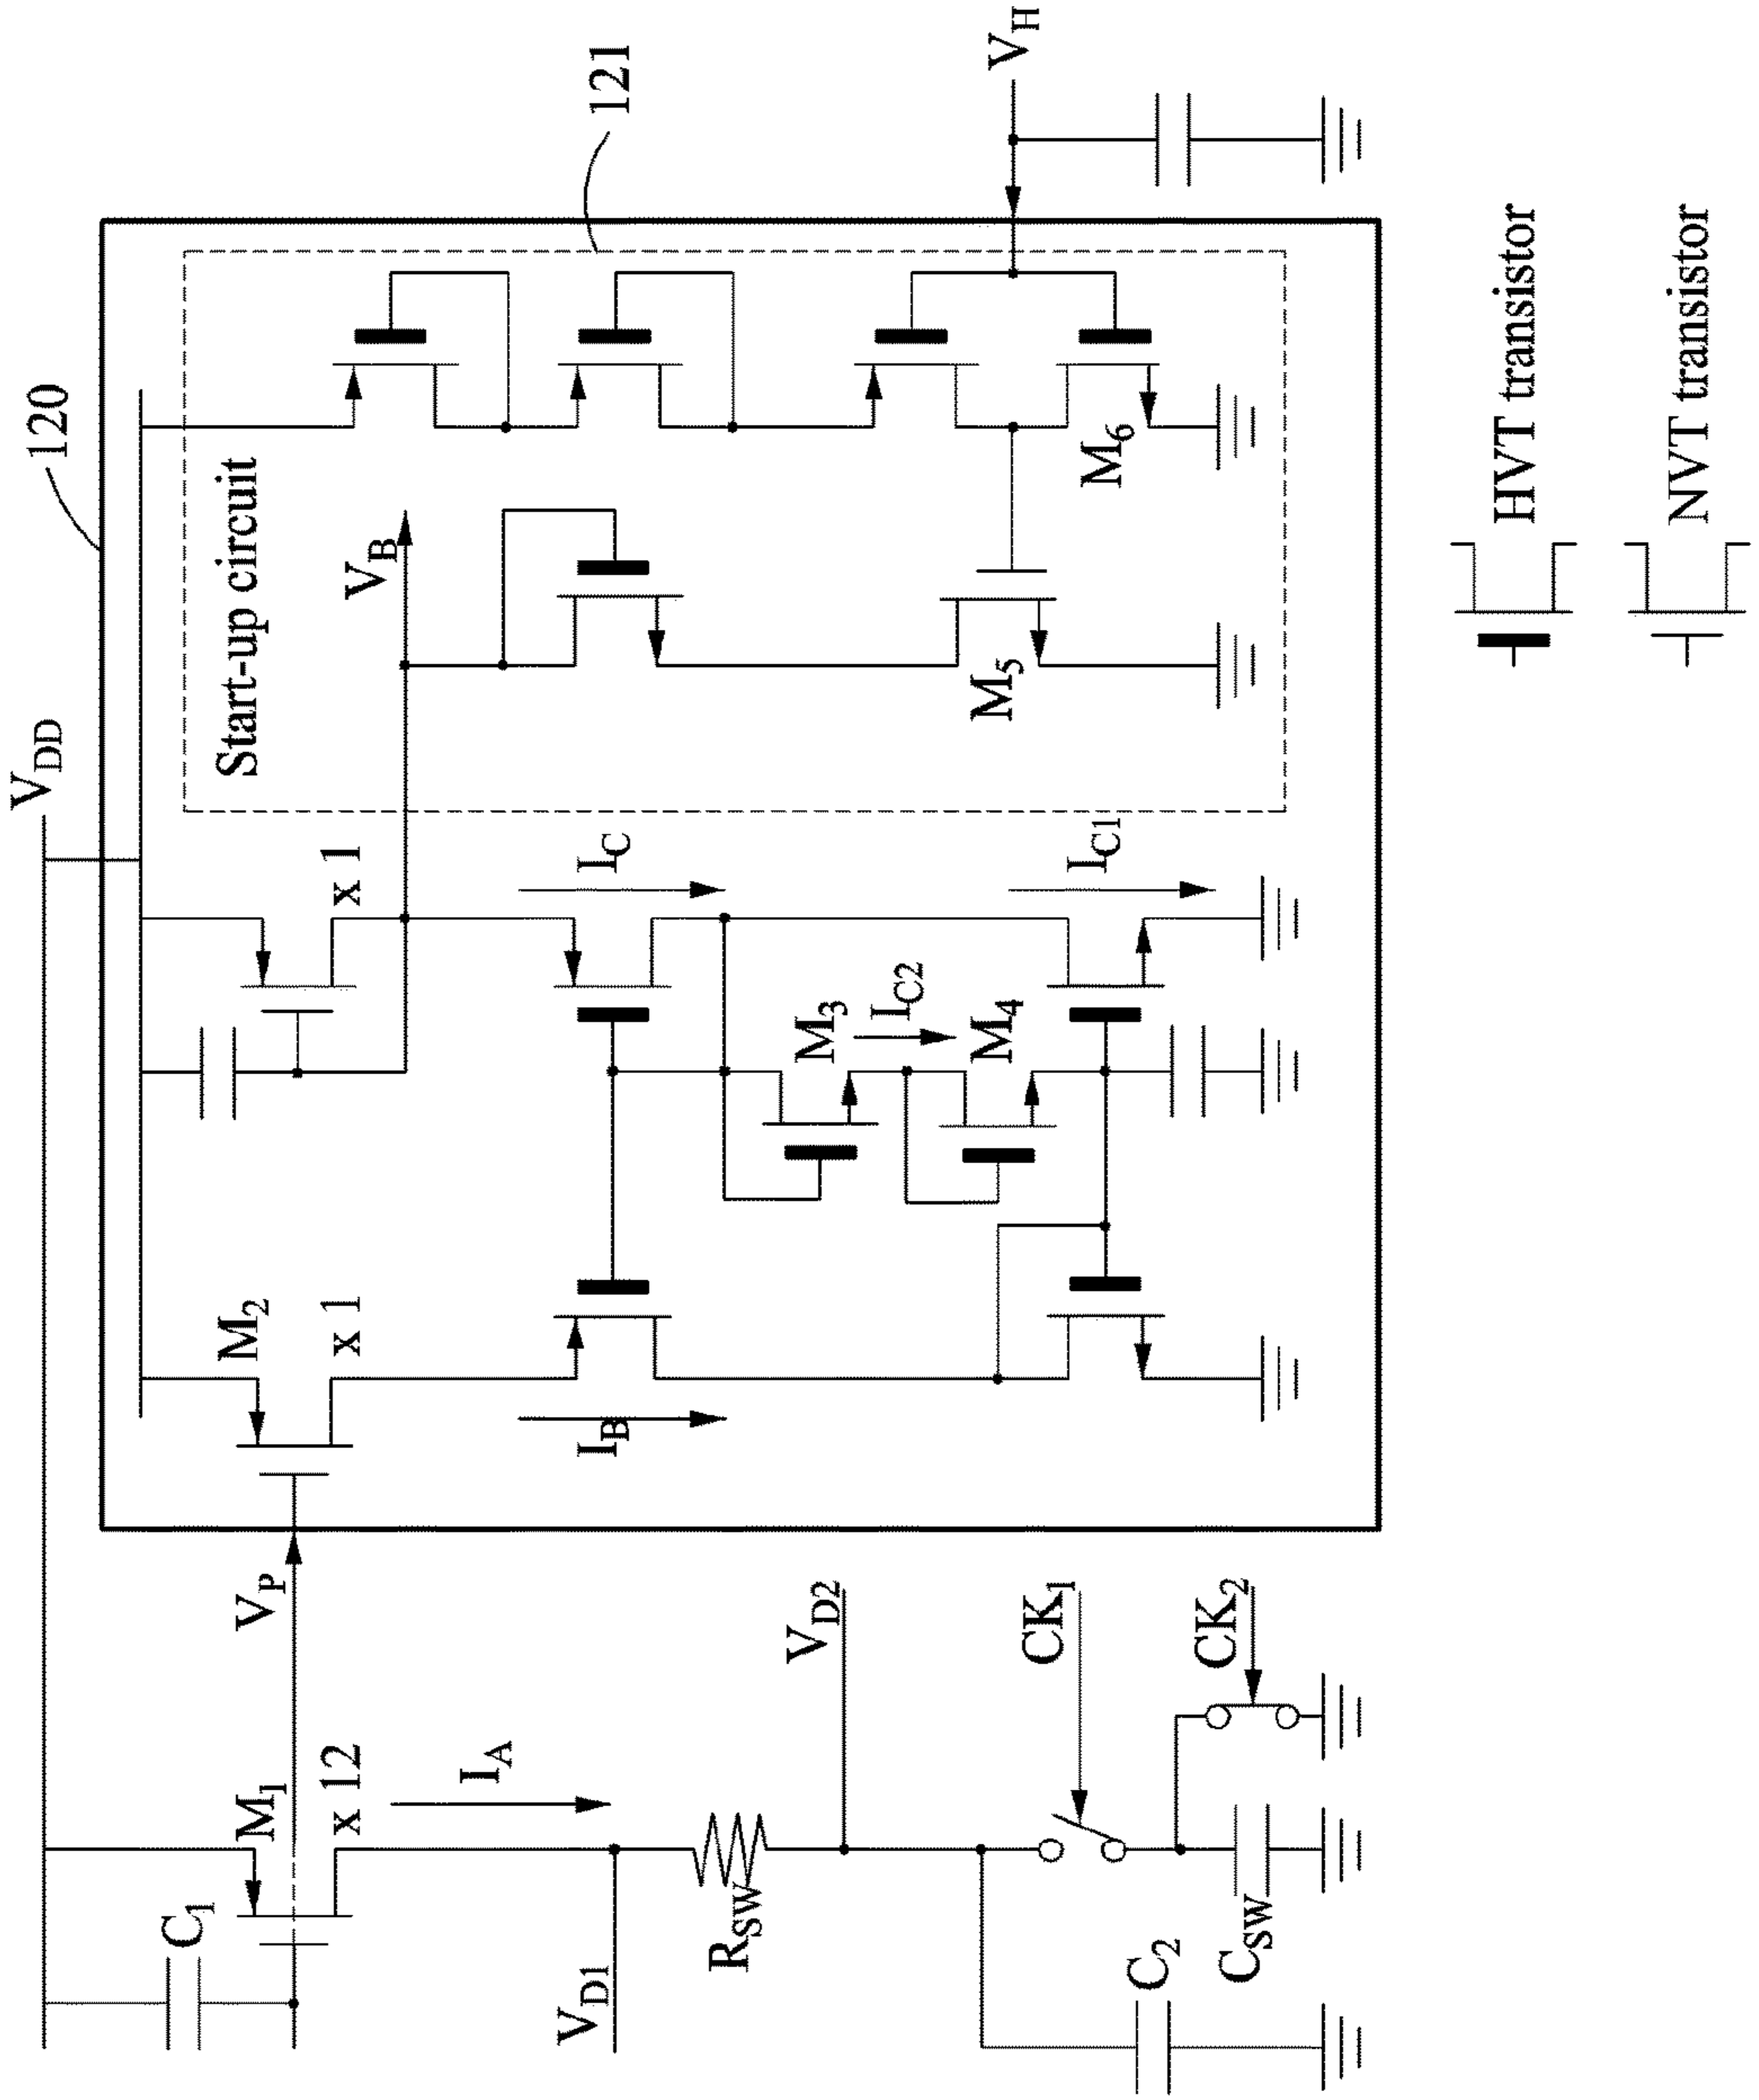 V_DD
120
121
C_1
M_1
x 12
V_P
M_2
x 1
x 1
Start-up circuit
V_B
I_A
I_B
I_C
V_D1
R_SW
V_D2
M_3
I_C2
M_4
I_C1
M_5
M_6
V_H
C_2
C_SW
CK_1
CK_2
HVT transistor
NVT transistor